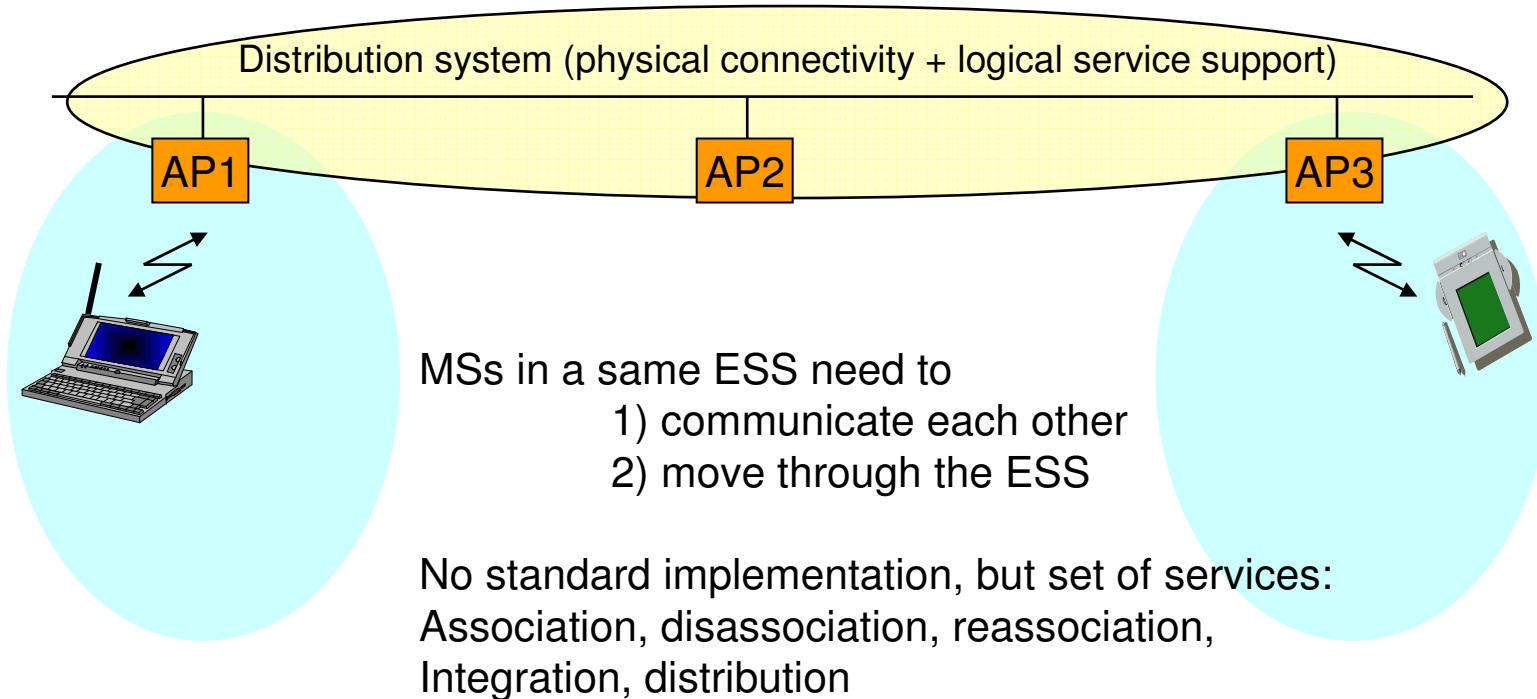 Distribution system (physical connectivity + logical service support)
AP1
AP2
AP3
MSs in a same ESS need to
1) communicate each other
2) move through the ESS
No standard implementation, but set of services:
Association, disassociation, reassociation,
Integration, distribution